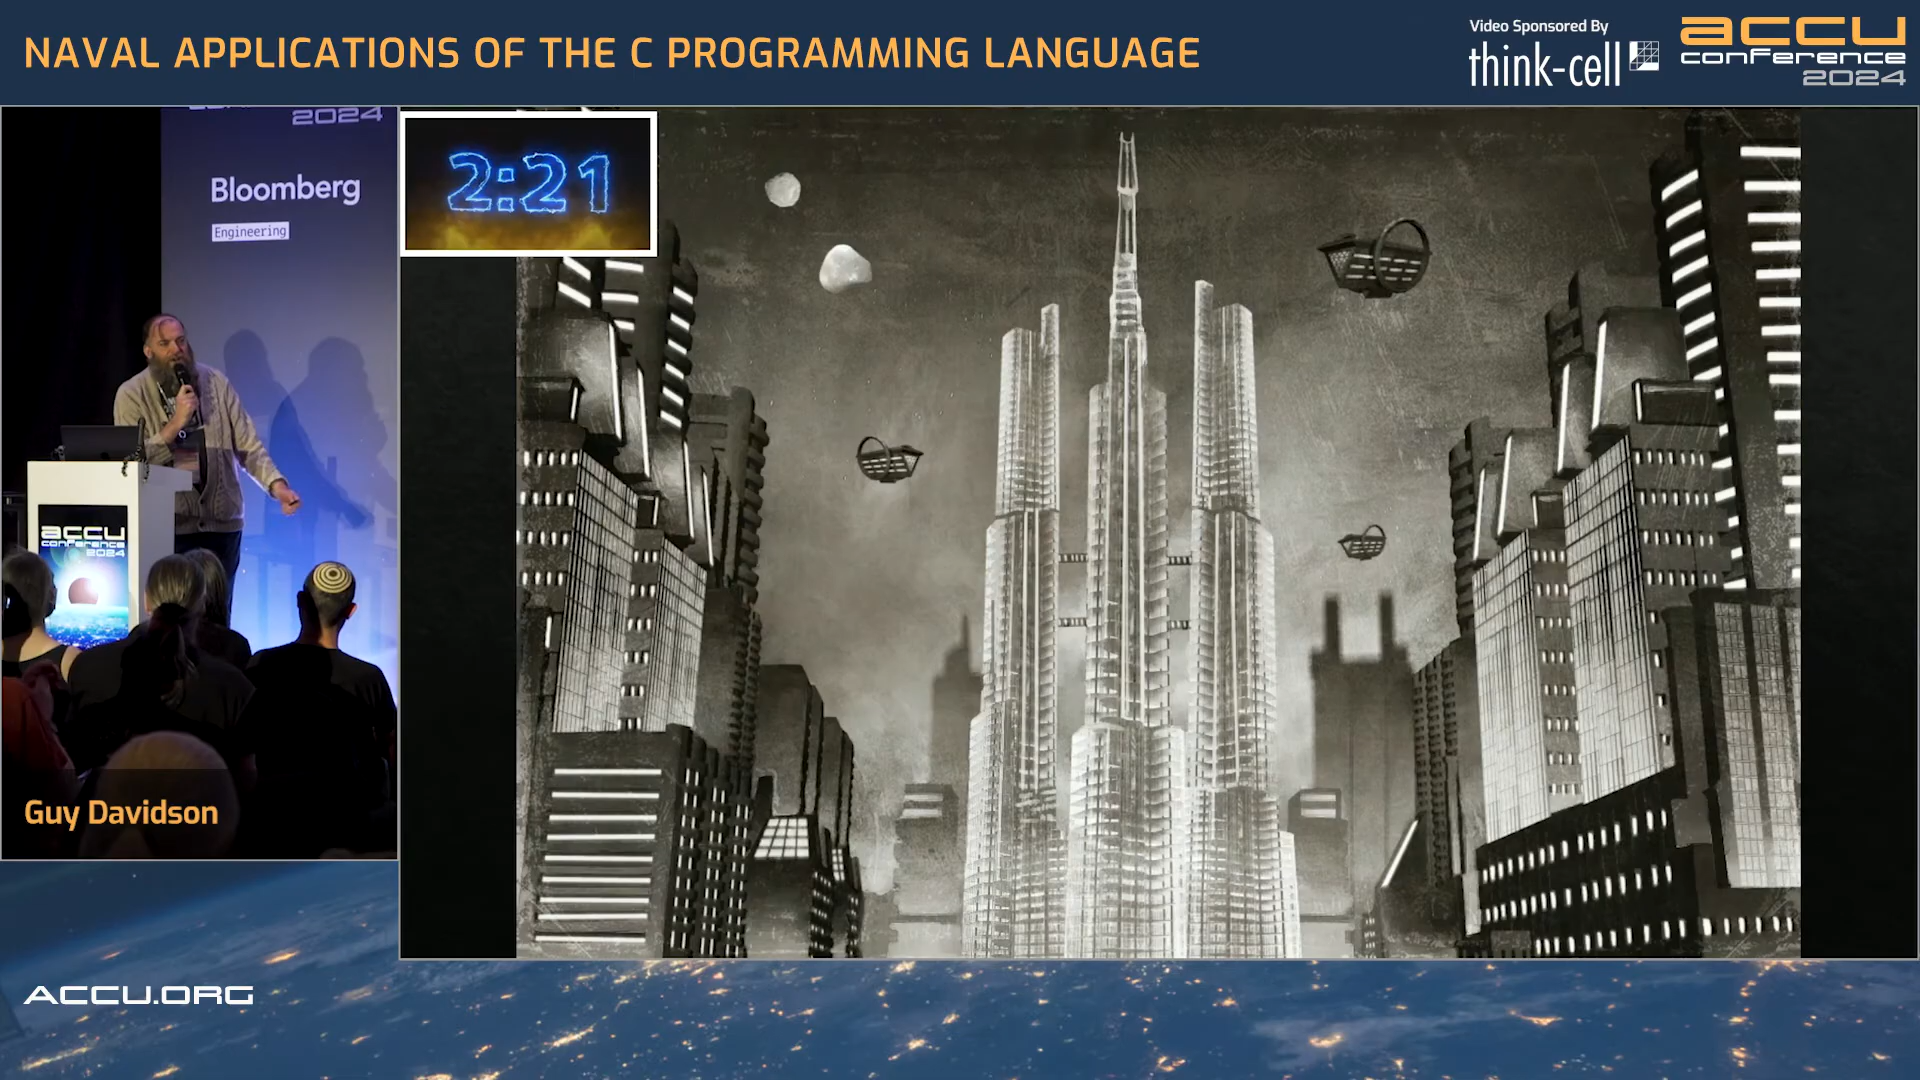 NAVAL APPLICATIONS OF THE C PROGRAMMING LANGUAGE
Video Sponsored By
think-cell
accu
conference
2024
2024
Bloomberg
Engineering
2:21
accu
conference
2024
Guy Davidson
ACCU.ORG